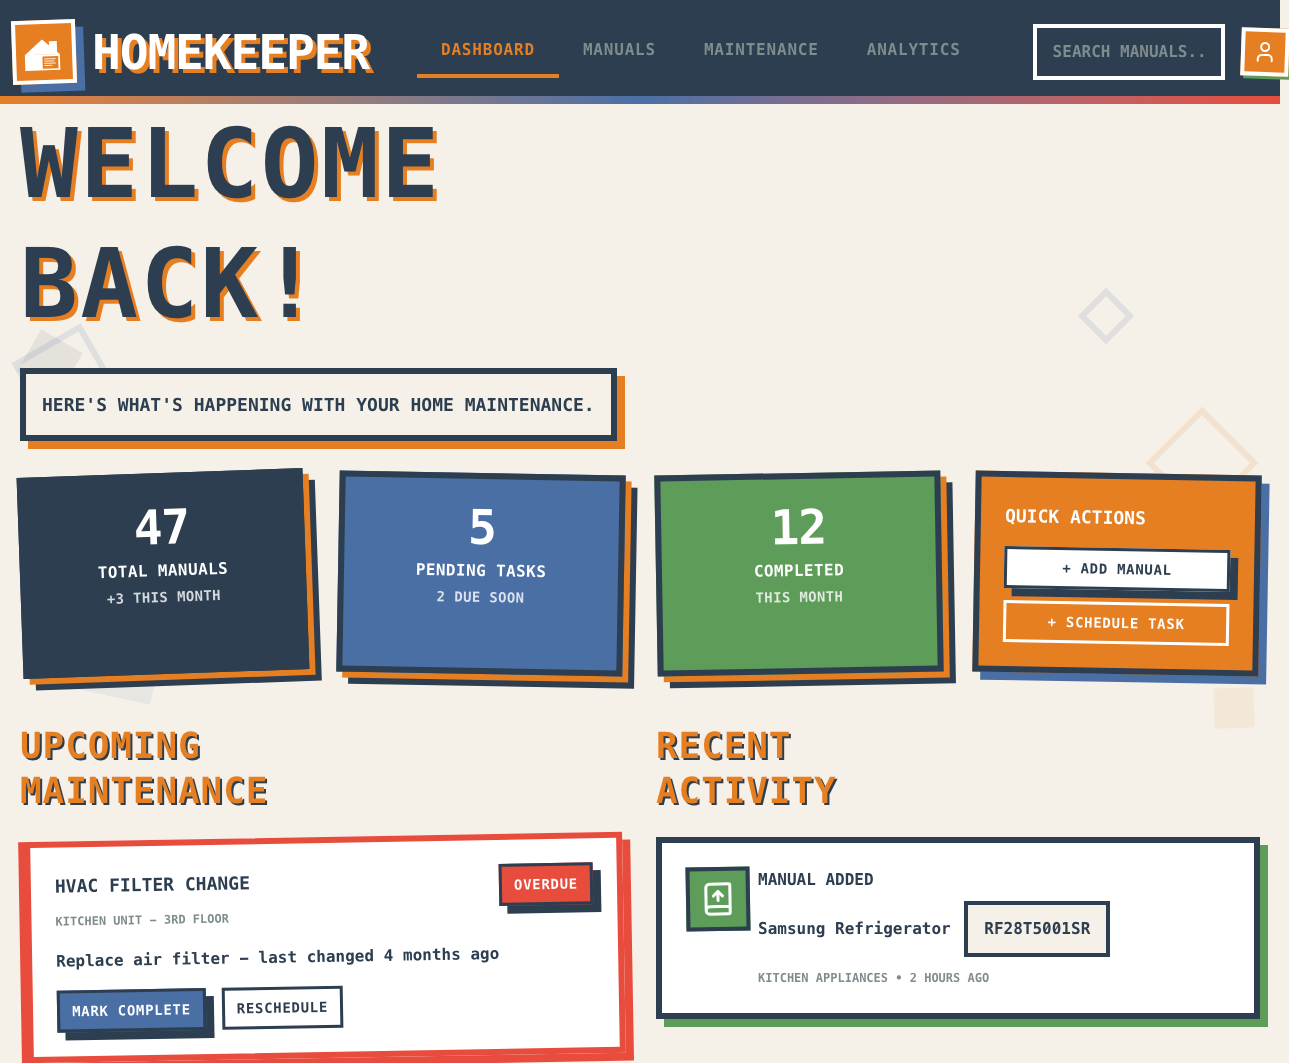 HOMEKEEPER
DASHBOARD
MANUALS
MAINTENANCE
ANALYTICS
SEARCH MANUALS..
WELCOME
BACK!
HERE'S WHAT'S HAPPENING WITH YOUR HOME MAINTENANCE.
47
TOTAL MANUALS
+3 THIS MONTH
5
PENDING TASKS
2 DUE SOON
12
COMPLETED
THIS MONTH
QUICK ACTIONS
+ ADD MANUAL
+ SCHEDULE TASK
UPCOMING
MAINTENANCE
HVAC FILTER CHANGE
OVERDUE
KITCHEN UNIT – 3RD FLOOR
Replace air filter – last changed 4 months ago
MARK COMPLETE
RESCHEDULE
RECENT
ACTIVITY
MANUAL ADDED
Samsung Refrigerator RF28T5001SR
KITCHEN APPLIANCES • 2 HOURS AGO